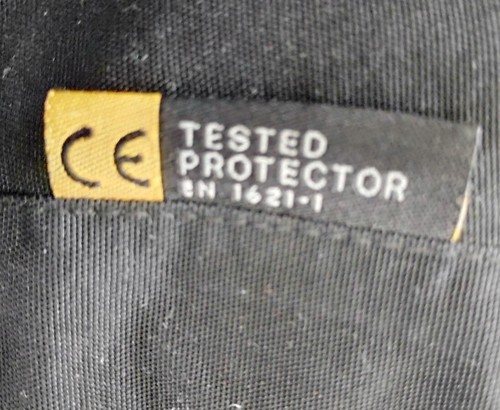 CE
TESTED
PROTECTOR
EN 1621-1